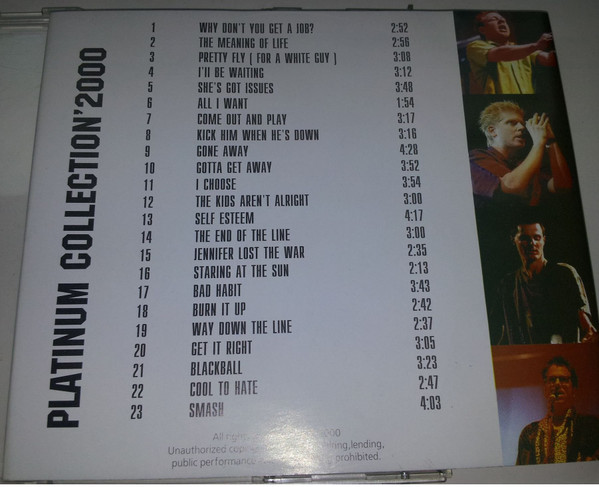 PLATINUM COLLECTION'2000
1 WHY DON'T YOU GET A JOB? 2:52
2 THE MEANING OF LIFE 2:56
3 PRETTY FLY ( FOR A WHITE GUY ) 3:08
4 I'LL BE WAITING 3:12
5 SHE'S GOT ISSUES 3:48
6 ALL I WANT 1:54
7 COME OUT AND PLAY 3:17
8 KICK HIM WHEN HE'S DOWN 3:16
9 GONE AWAY 4:28
10 GOTTA GET AWAY 3:52
11 I CHOOSE 3:54
12 THE KIDS AREN'T ALRIGHT 3:00
13 SELF ESTEEM 4:17
14 THE END OF THE LINE 3:00
15 JENNIFER LOST THE WAR 2:35
16 STARING AT THE SUN 2:13
17 BAD HABIT 3:43
18 BURN IT UP 2:42
19 WAY DOWN THE LINE 2:37
20 GET IT RIGHT 3:05
21 BLACKBALL 3:23
22 COOL TO HATE 2:47
23 SMASH 4:03
All
Unauthorized lending,
public performance prohibited.